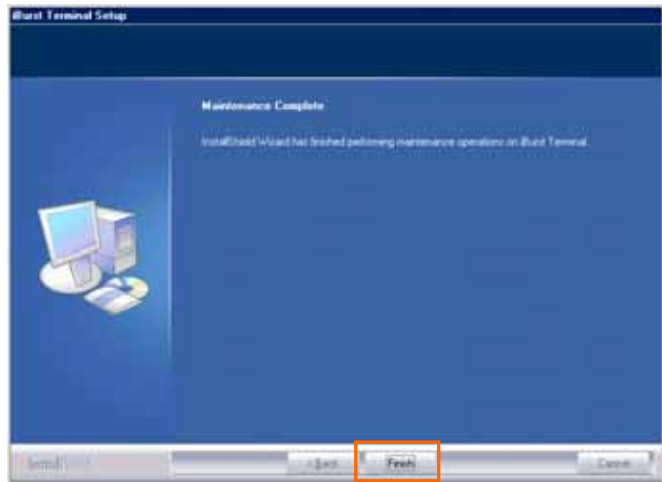 iBurst Terminal Setup
Maintenance Complete
InstallShield Wizard has finished performing maintenance operations on iBurst Terminal.
< Back
Finish
Cancel